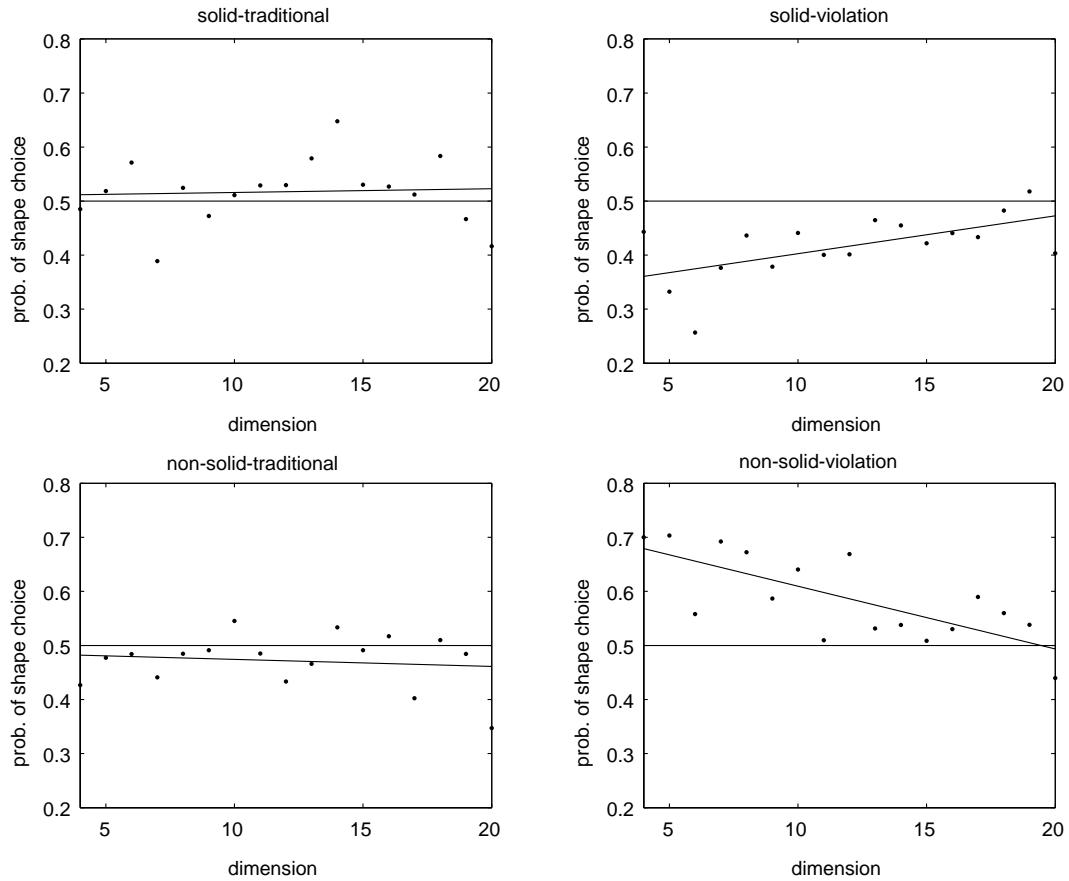 solid-traditional
0.8
0.7
0.6
0.5
0.4
0.3
0.2
5 10 15 20
prob. of shape choice
dimension
solid-violation
0.8
0.7
0.6
0.5
0.4
0.3
0.2
5 10 15 20
prob. of shape choice
dimension
non-solid-traditional
0.8
0.7
0.6
0.5
0.4
0.3
0.2
5 10 15 20
prob. of shape choice
dimension
non-solid-violation
0.8
0.7
0.6
0.5
0.4
0.3
0.2
5 10 15 20
prob. of shape choice
dimension